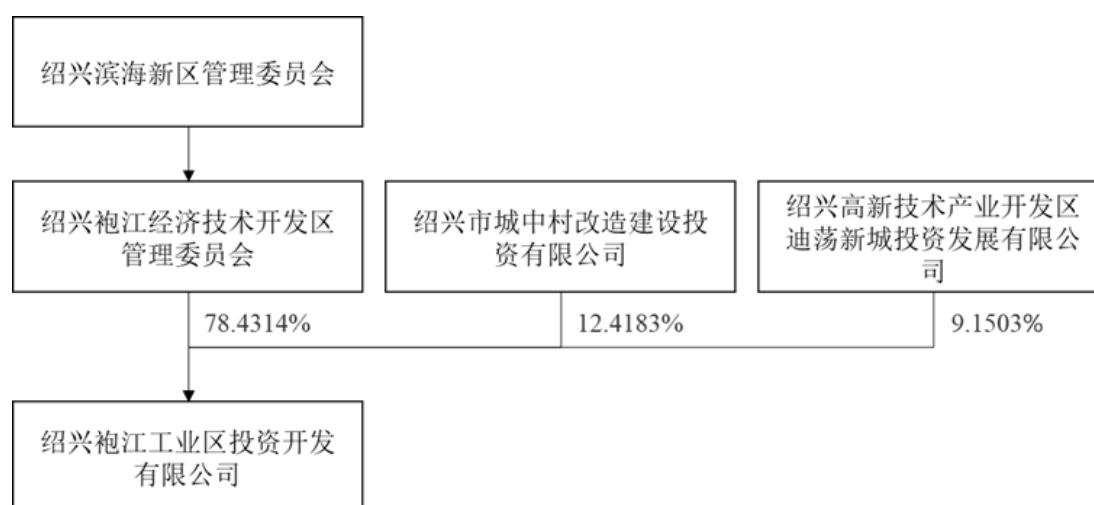 绍兴滨海新区管理委员会
绍兴袍江经济技术开发区
管理委员会
绍兴市城中村改造建设投
资有限公司
绍兴高新技术产业开发区
迪荡新城投资发展有限公
司
78.4314%
12.4183%
9.1503%
绍兴袍江工业区投资开发
有限公司